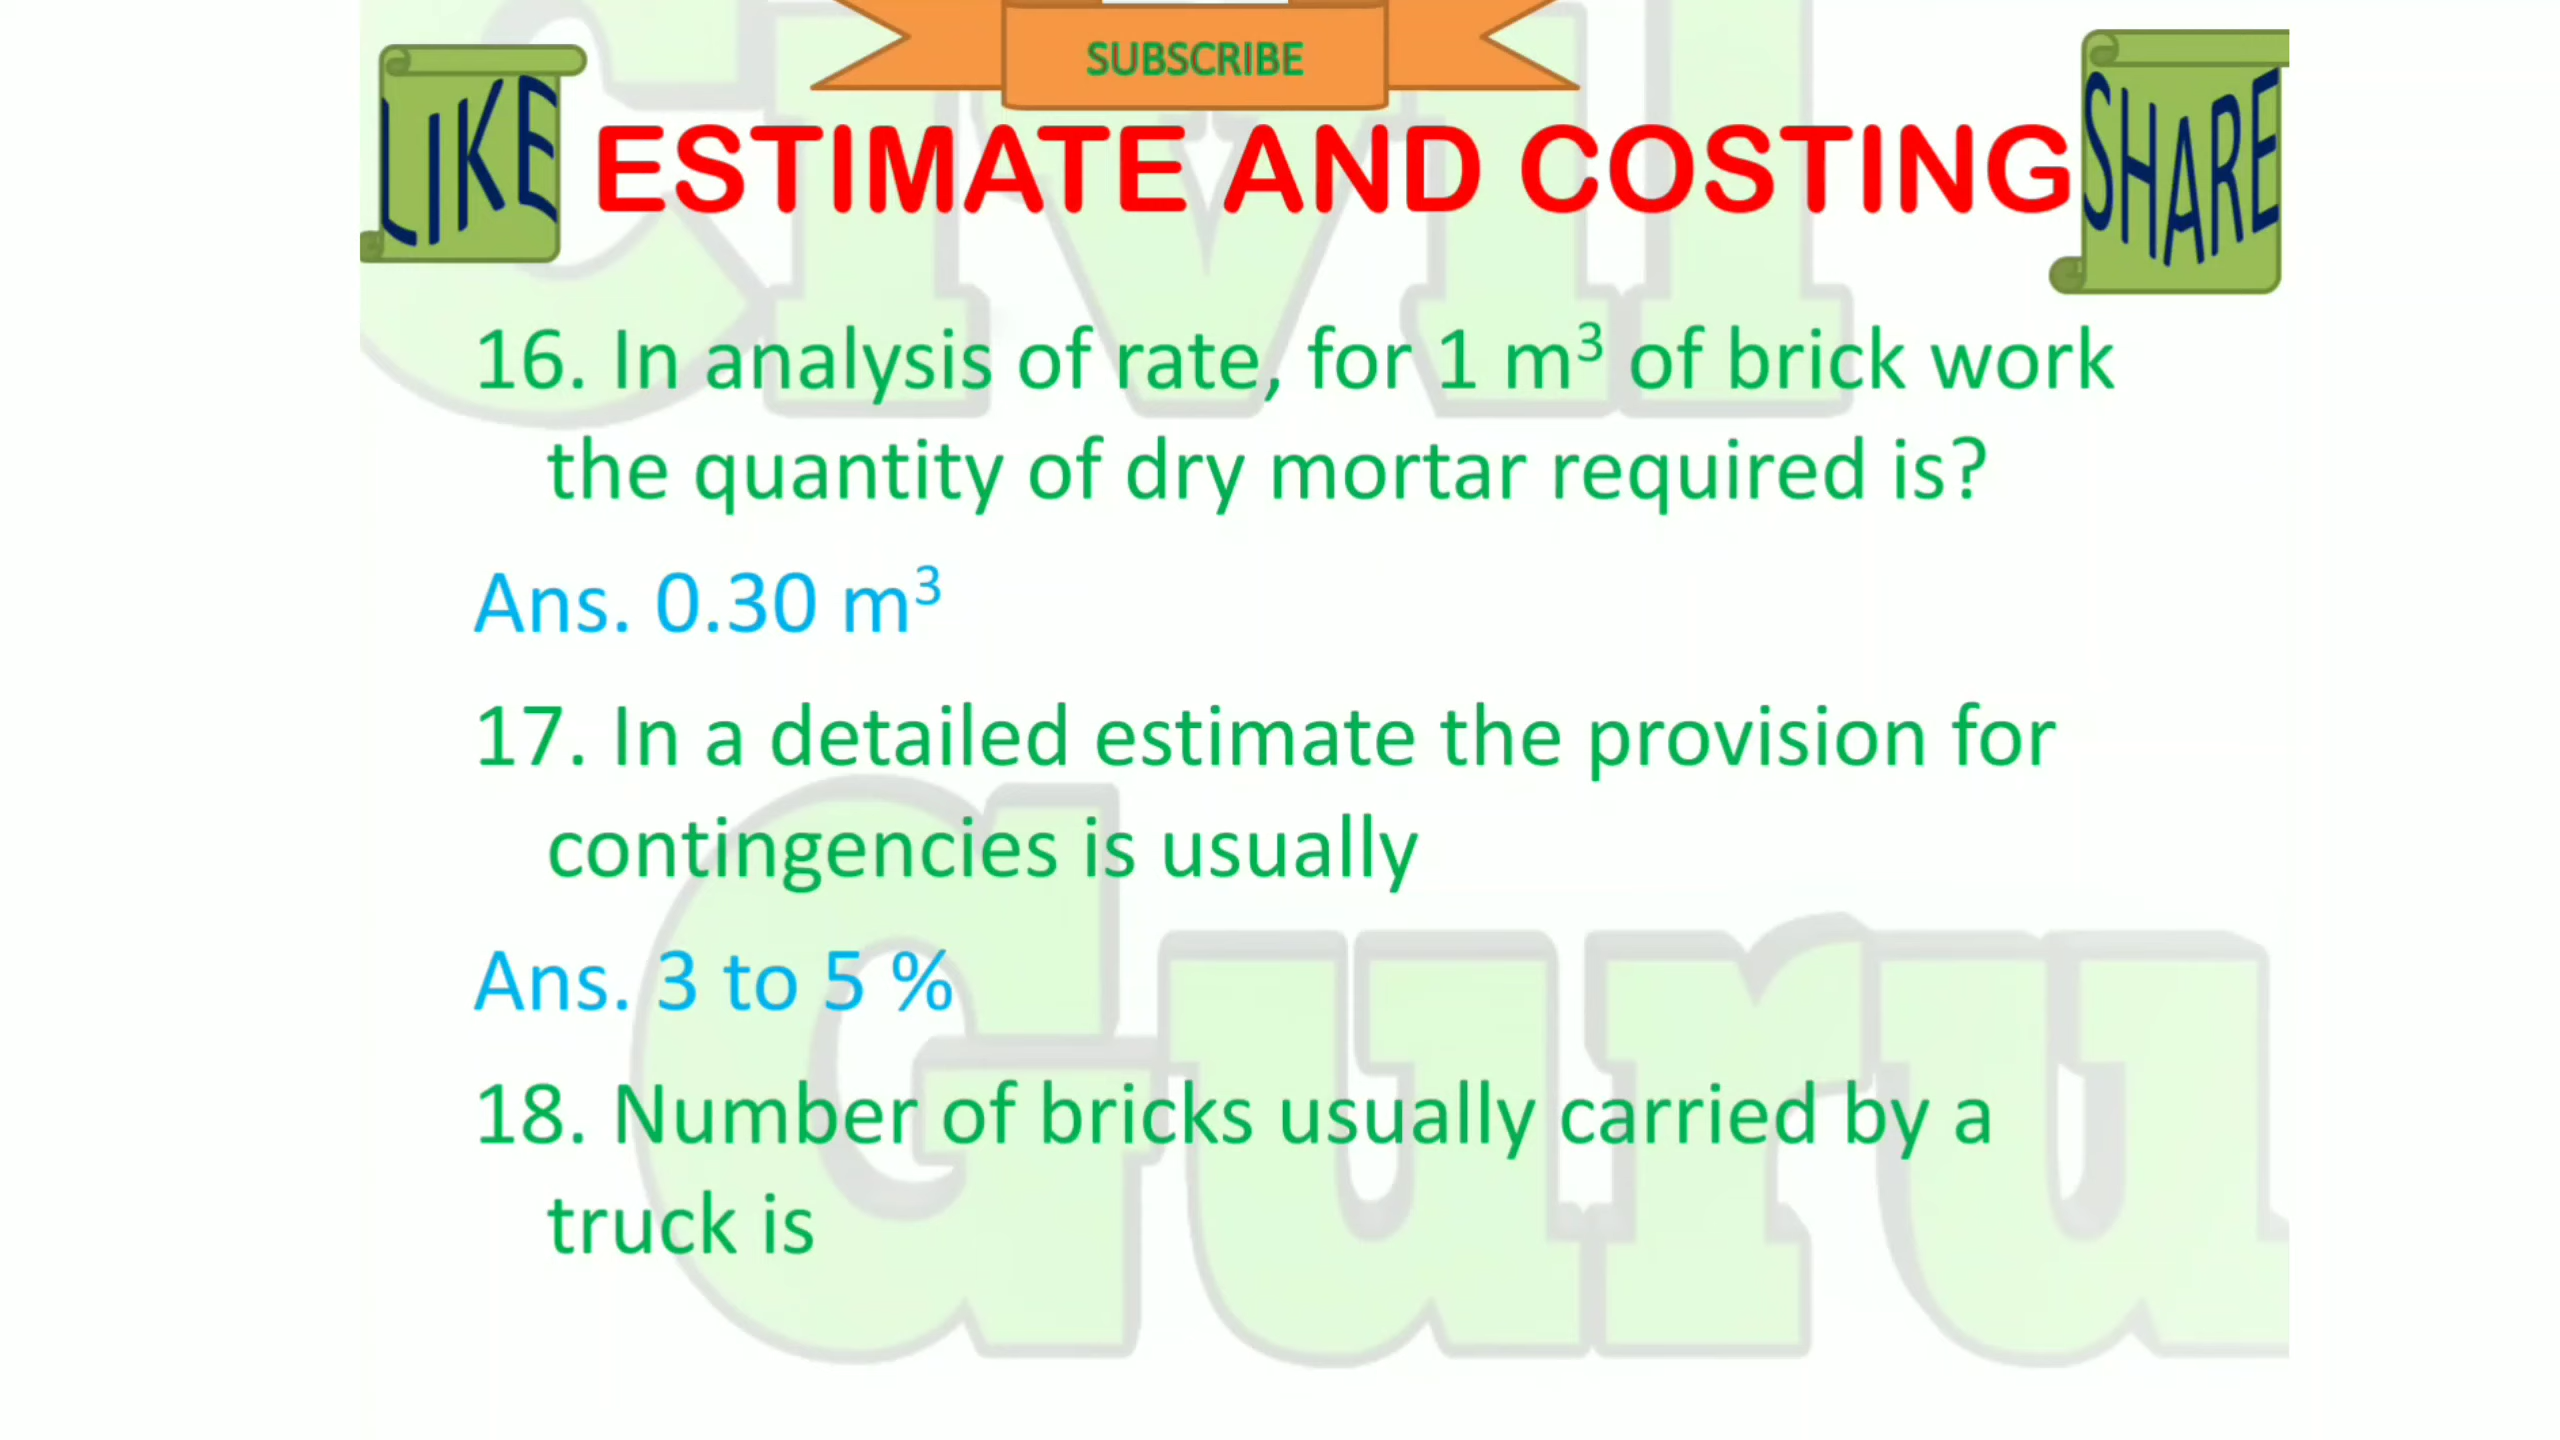 SUBSCRIBE
LIKE
SHARE
ESTIMATE AND COSTING
16. In analysis of rate, for 1 m³ of brick work
the quantity of dry mortar required is?
Ans. 0.30 m³
17. In a detailed estimate the provision for
contingencies is usually
Ans. 3 to 5 %
18. Number of bricks usually carried by a
truck is
Civil
Guru